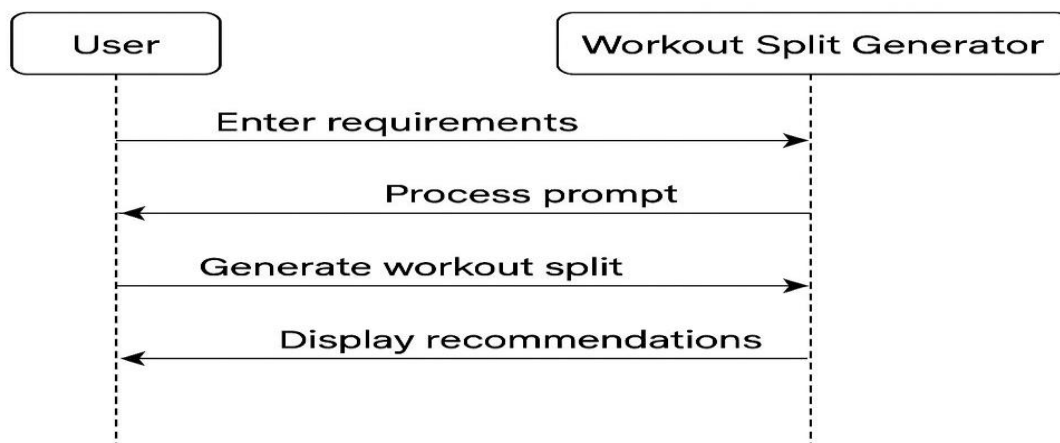 User
Workout Split Generator
Enter requirements
Process prompt
Generate workout split
Display recommendations